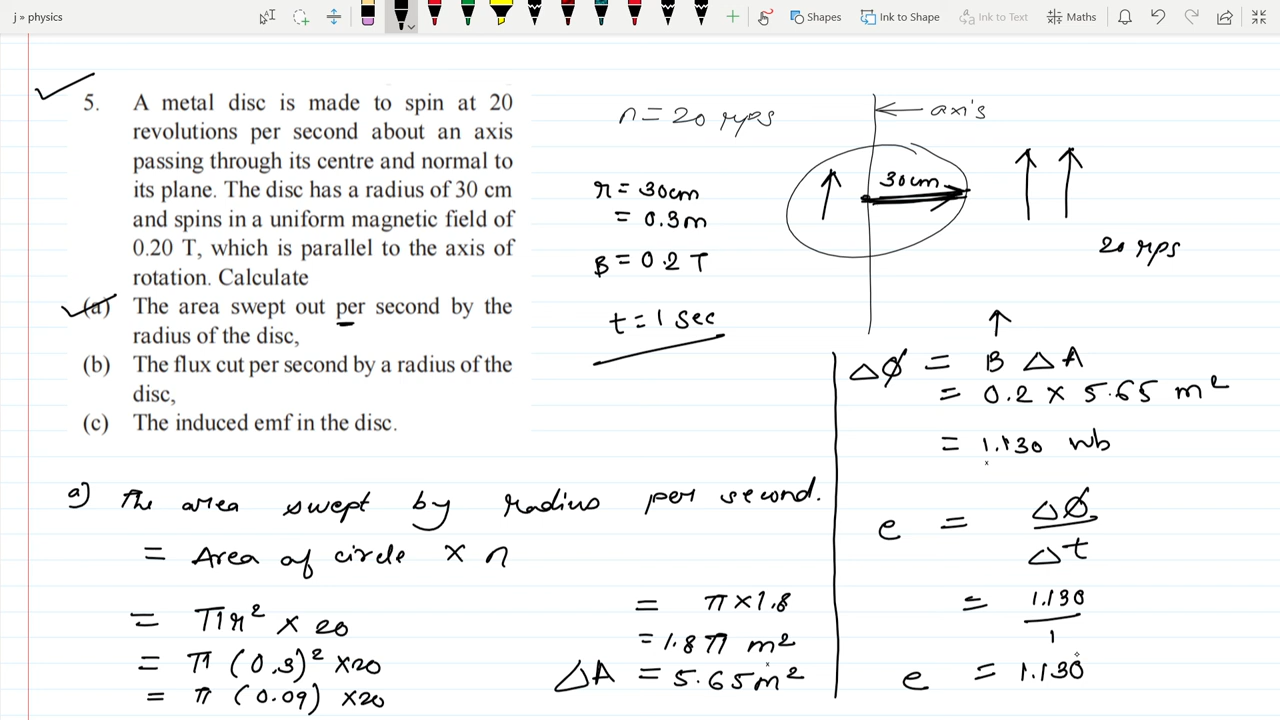 j » physics
Shapes
Ink to Shape
Ink to Text
Maths
5. A metal disc is made to spin at 20
revolutions per second about an axis
passing through its centre and normal to
its plane. The disc has a radius of 30 cm
and spins in a uniform magnetic field of
0.20 T, which is parallel to the axis of
rotation. Calculate
(a) The area swept out per second by the
radius of the disc,
(b) The flux cut per second by a radius of the
disc,
(c) The induced emf in the disc.
n = 20 rps
r = 30cm
= 0.3m
B = 0.2 T
t = 1 sec
axis
30cm
20 rps
a) The area swept by radius per second.
= Area of circle × n
= πr² × 20
= π (0.3)² ×20
= π (0.09) ×20
= π×1.8
= 1.8π m²
△A = 5.65m²
△Ø = B △A
= 0.2 × 5.65 m²
= 1.130 wb
e = △Ø / △t
= 1.130 / 1
e = 1.130